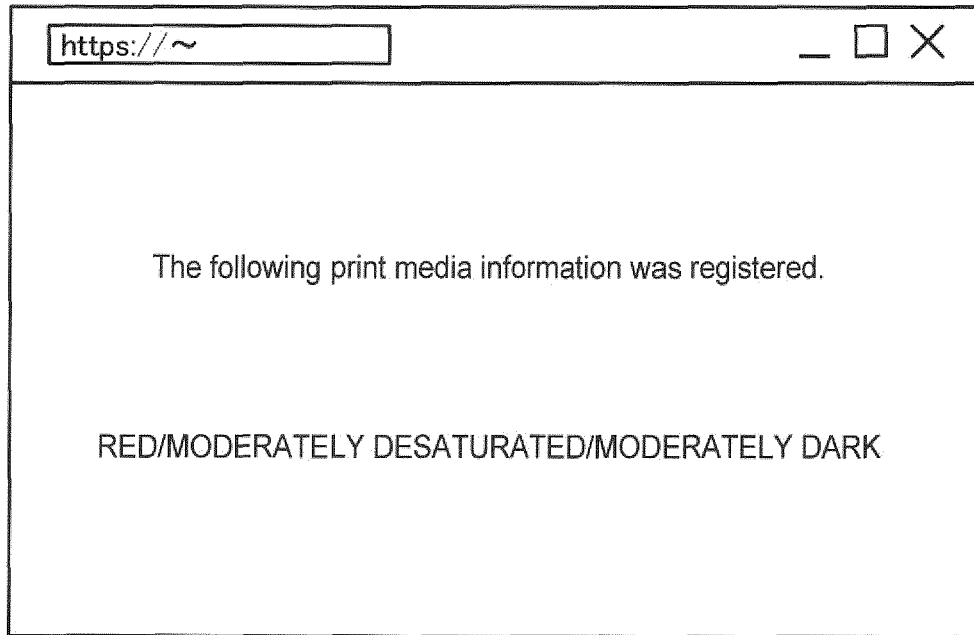 https://～
The following print media information was registered.
RED/MODERATELY DESATURATED/MODERATELY DARK